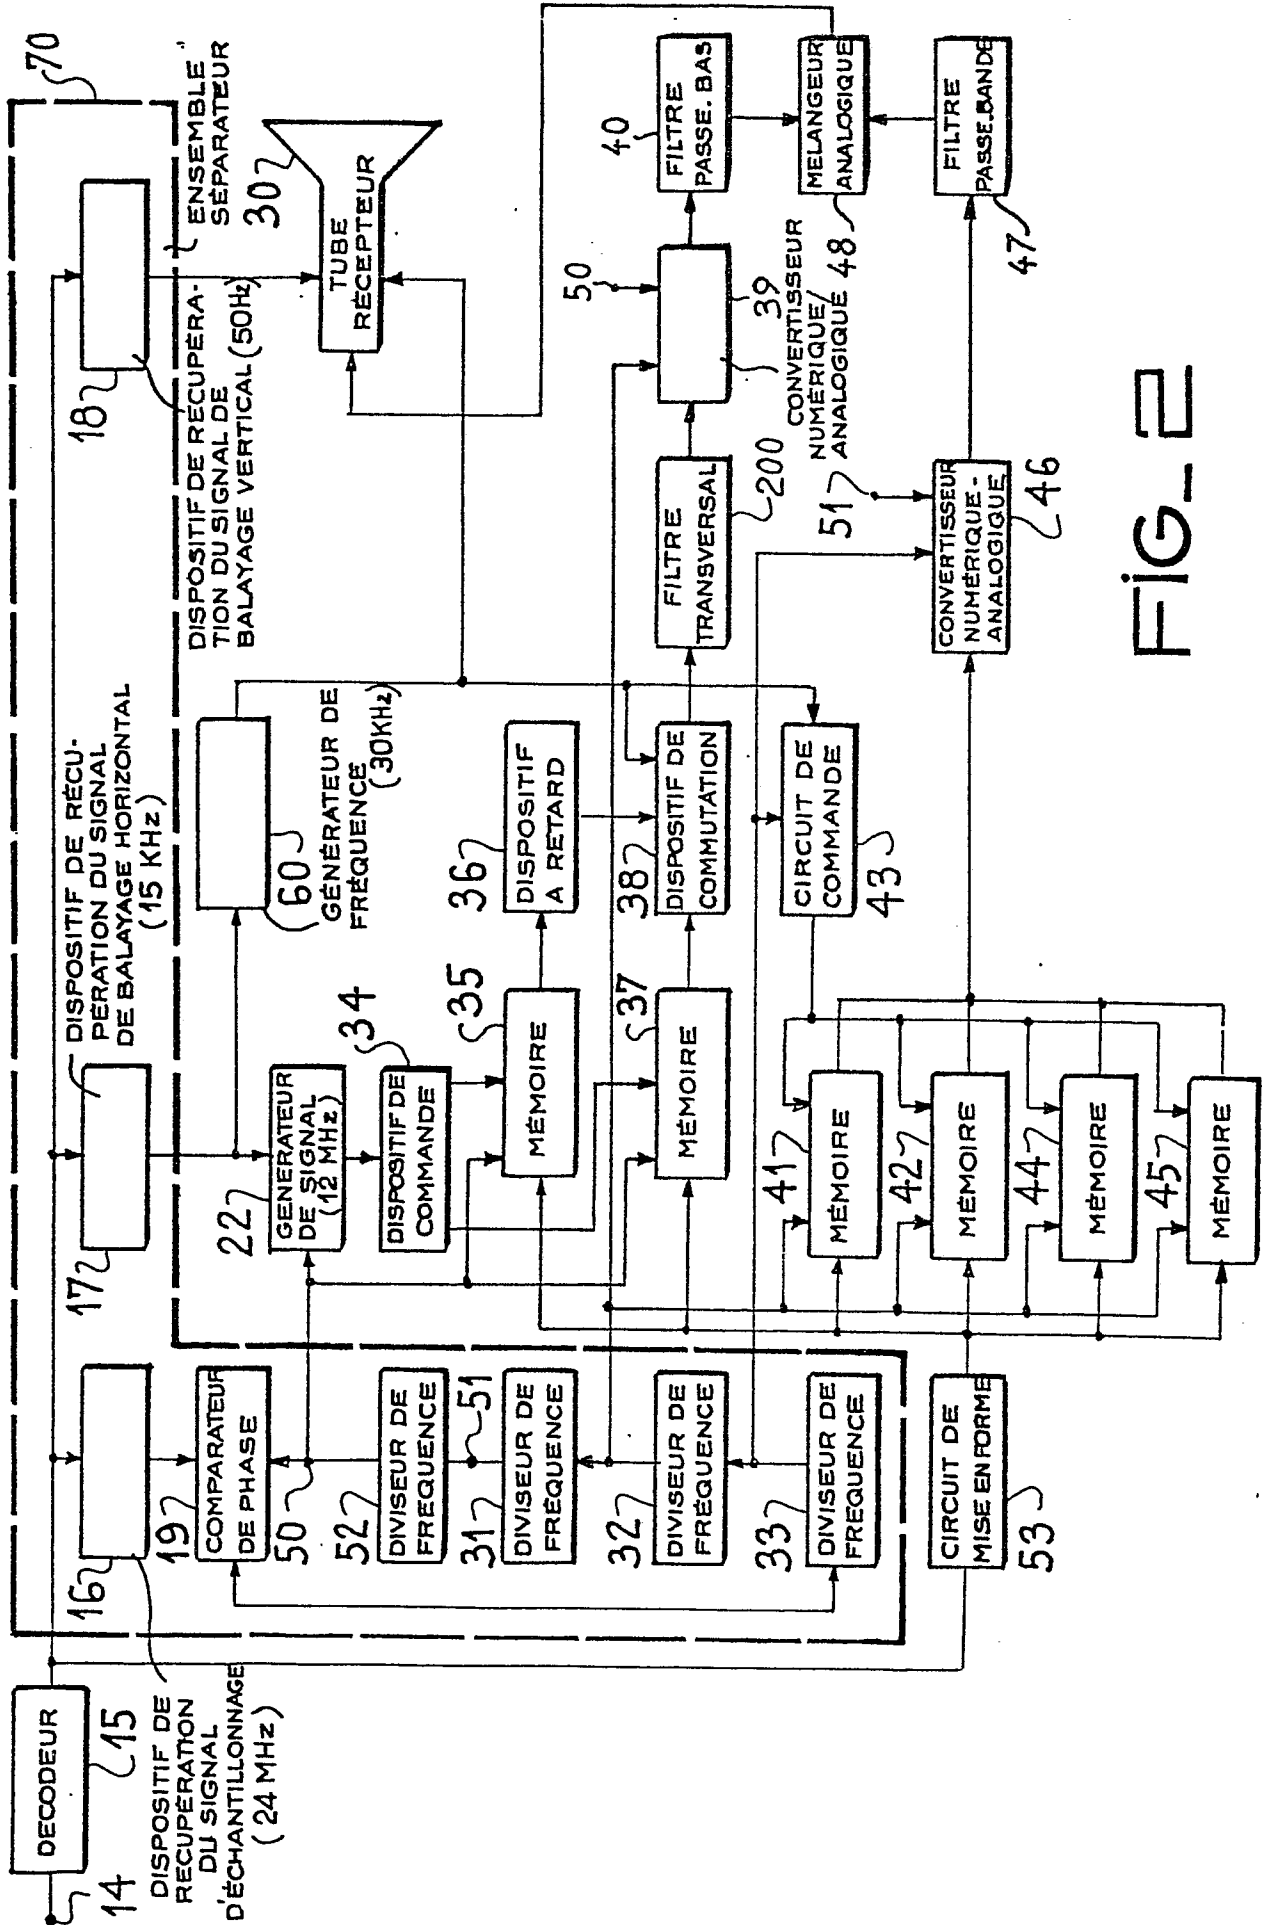 70
ENSEMBLE
SÉPARATEUR
18
DISPOSITIF DE RECUPÉRA-
TION DU SIGNAL DE
BALAYAGE VERTICAL (50Hz)
30
TUBE
RÉCEPTEUR
17
DISPOSITIF DE RÉCU-
PÉRATION DU SIGNAL
DE BALAYAGE HORIZONTAL
(15 KHz)
60
GÉNÉRATEUR DE
FRÉQUENCE
(30KHz)
16
DISPOSITIF DE
RECUPÉRATION
DU SIGNAL
D'ÉCHANTILLONNAGE
(24 MHz)
14
DECODEUR
15
19
COMPARATEUR
DE PHASE
50
52
DIVISEUR DE
FREQUENCE
51
31
DIVISEUR DE
FRÉQUENCE
32
DIVISEUR DE
FRÉQUENCE
33
DIVISEUR DE
FREQUENCE
CIRCUIT DE
MISE EN FORME
53
22
GENERATEUR
DE SIGNAL
(12 MHz)
34
DISPOSITIF DE
COMMANDE
35
MÉMOIRE
36
DISPOSITIF
A RETARD
37
MÉMOIRE
38
DISPOSITIF DE
COMMUTATION
FILTRE
TRANSVERSAL
200
50
39
CONVERTISSEUR
NUMÉRIQUE/
ANALOGIQUE
40
FILTRE
PASSE.BAS
MELANGEUR
ANALOGIQUE
48
FILTRE
PASSE.BANDE
47
CIRCUIT DE
COMMANDE
43
41
MÉMOIRE
42
MÉMOIRE
44
MÉMOIRE
45
MÉMOIRE
51
CONVERTISSEUR
NUMÉRIQUE-
ANALOGIQUE
46
FIG_2